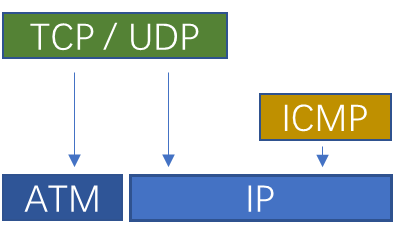 TCP / UDP
ICMP
ATM
IP